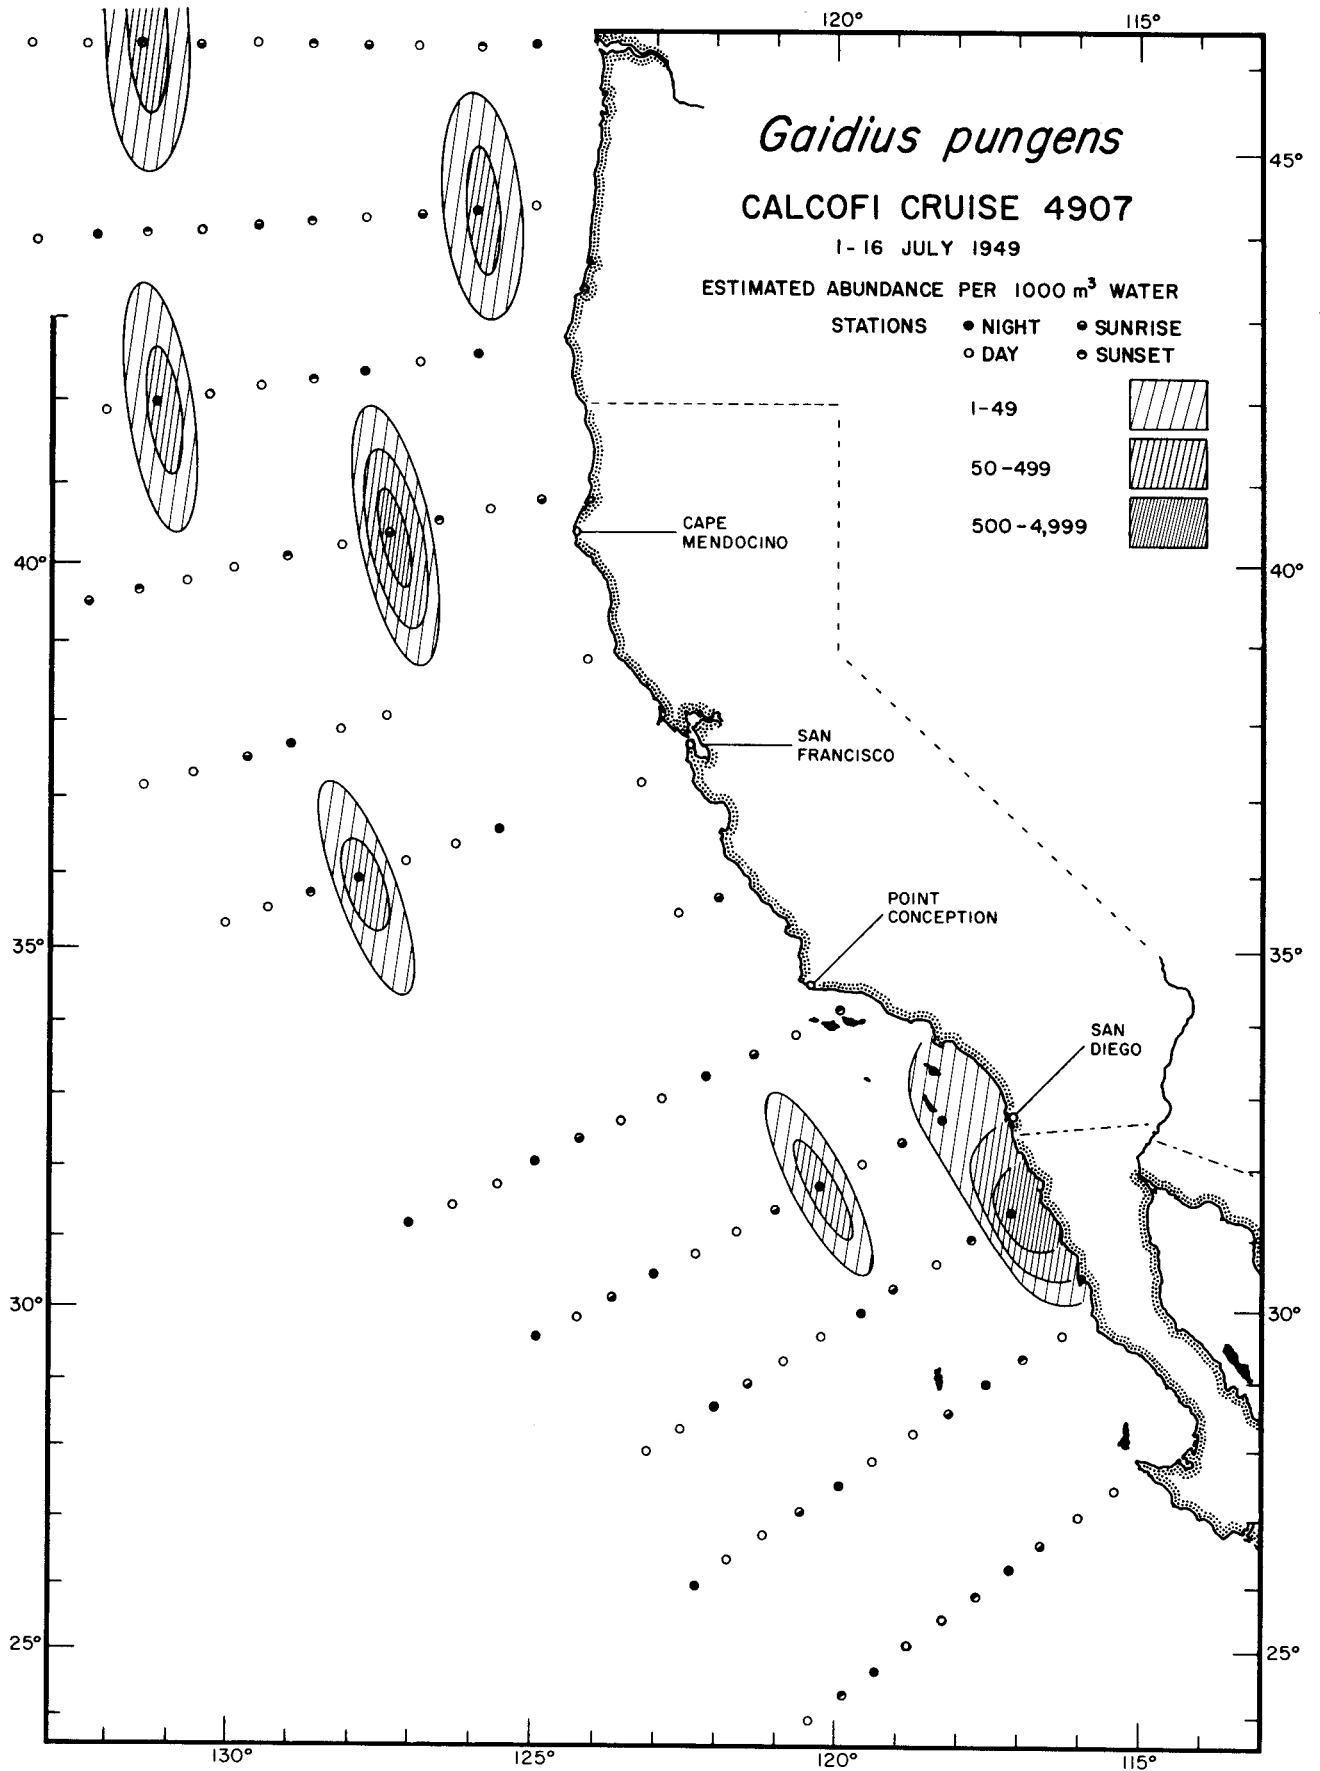 120°
115°
Gaidius pungens
45°
CALCOFI CRUISE 4907
1-16 JULY 1949
ESTIMATED ABUNDANCE PER 1000 m³ WATER
STATIONS ● NIGHT ◓ SUNRISE
○ DAY ◓ SUNSET
1-49
50-499
500-4,999
CAPE
MENDOCINO
40°
40°
SAN
FRANCISCO
POINT
CONCEPTION
35°
35°
SAN
DIEGO
30°
30°
25°
25°
130°
125°
120°
115°